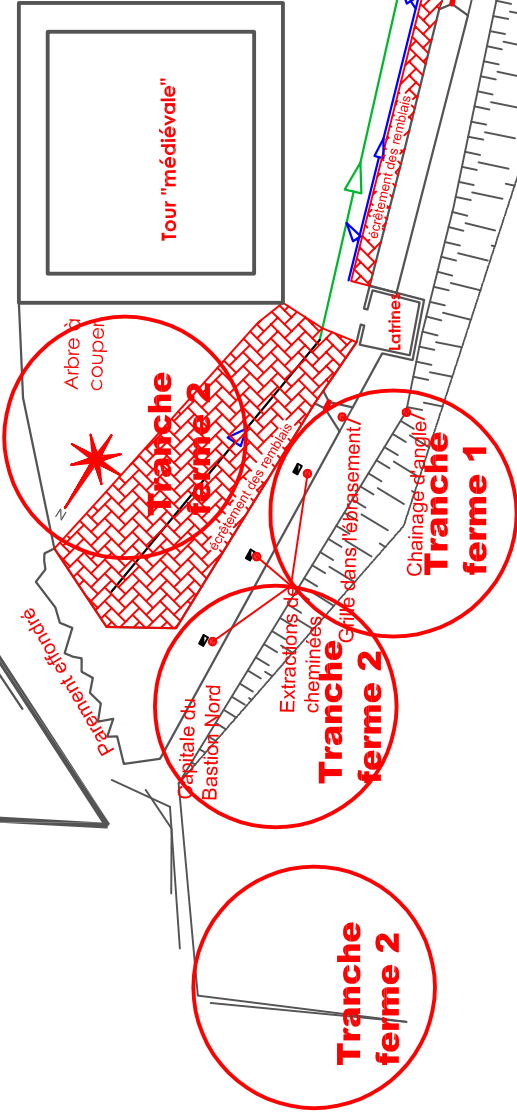 Tour "médiévale"
écrêtement des remblais
Latrines
Arbre à
couper
Tranche
ferme 2
N
écrêtement des remblais
Grille dans l'ébrasement/
Chainage d'angle/
Tranche
ferme 1
Parement effondré
Extractions de
cheminées
Capitale du
Bastion Nord
Tranche
ferme 2
Tranche
ferme 2